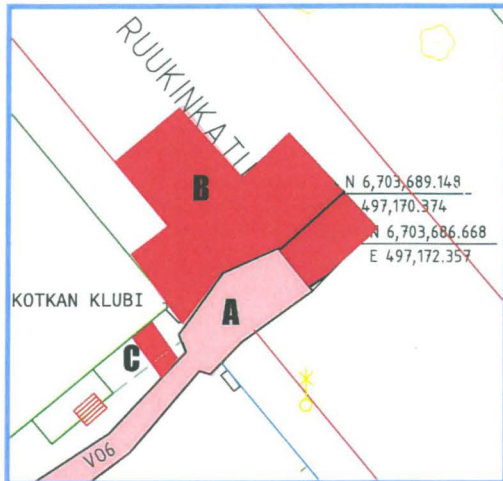 RUUKINKATU
B
N 6,703,689.148
497,170.374
N 6,703,686.668
E 497,172.357
KOTKAN KLUBI
A
C
V06